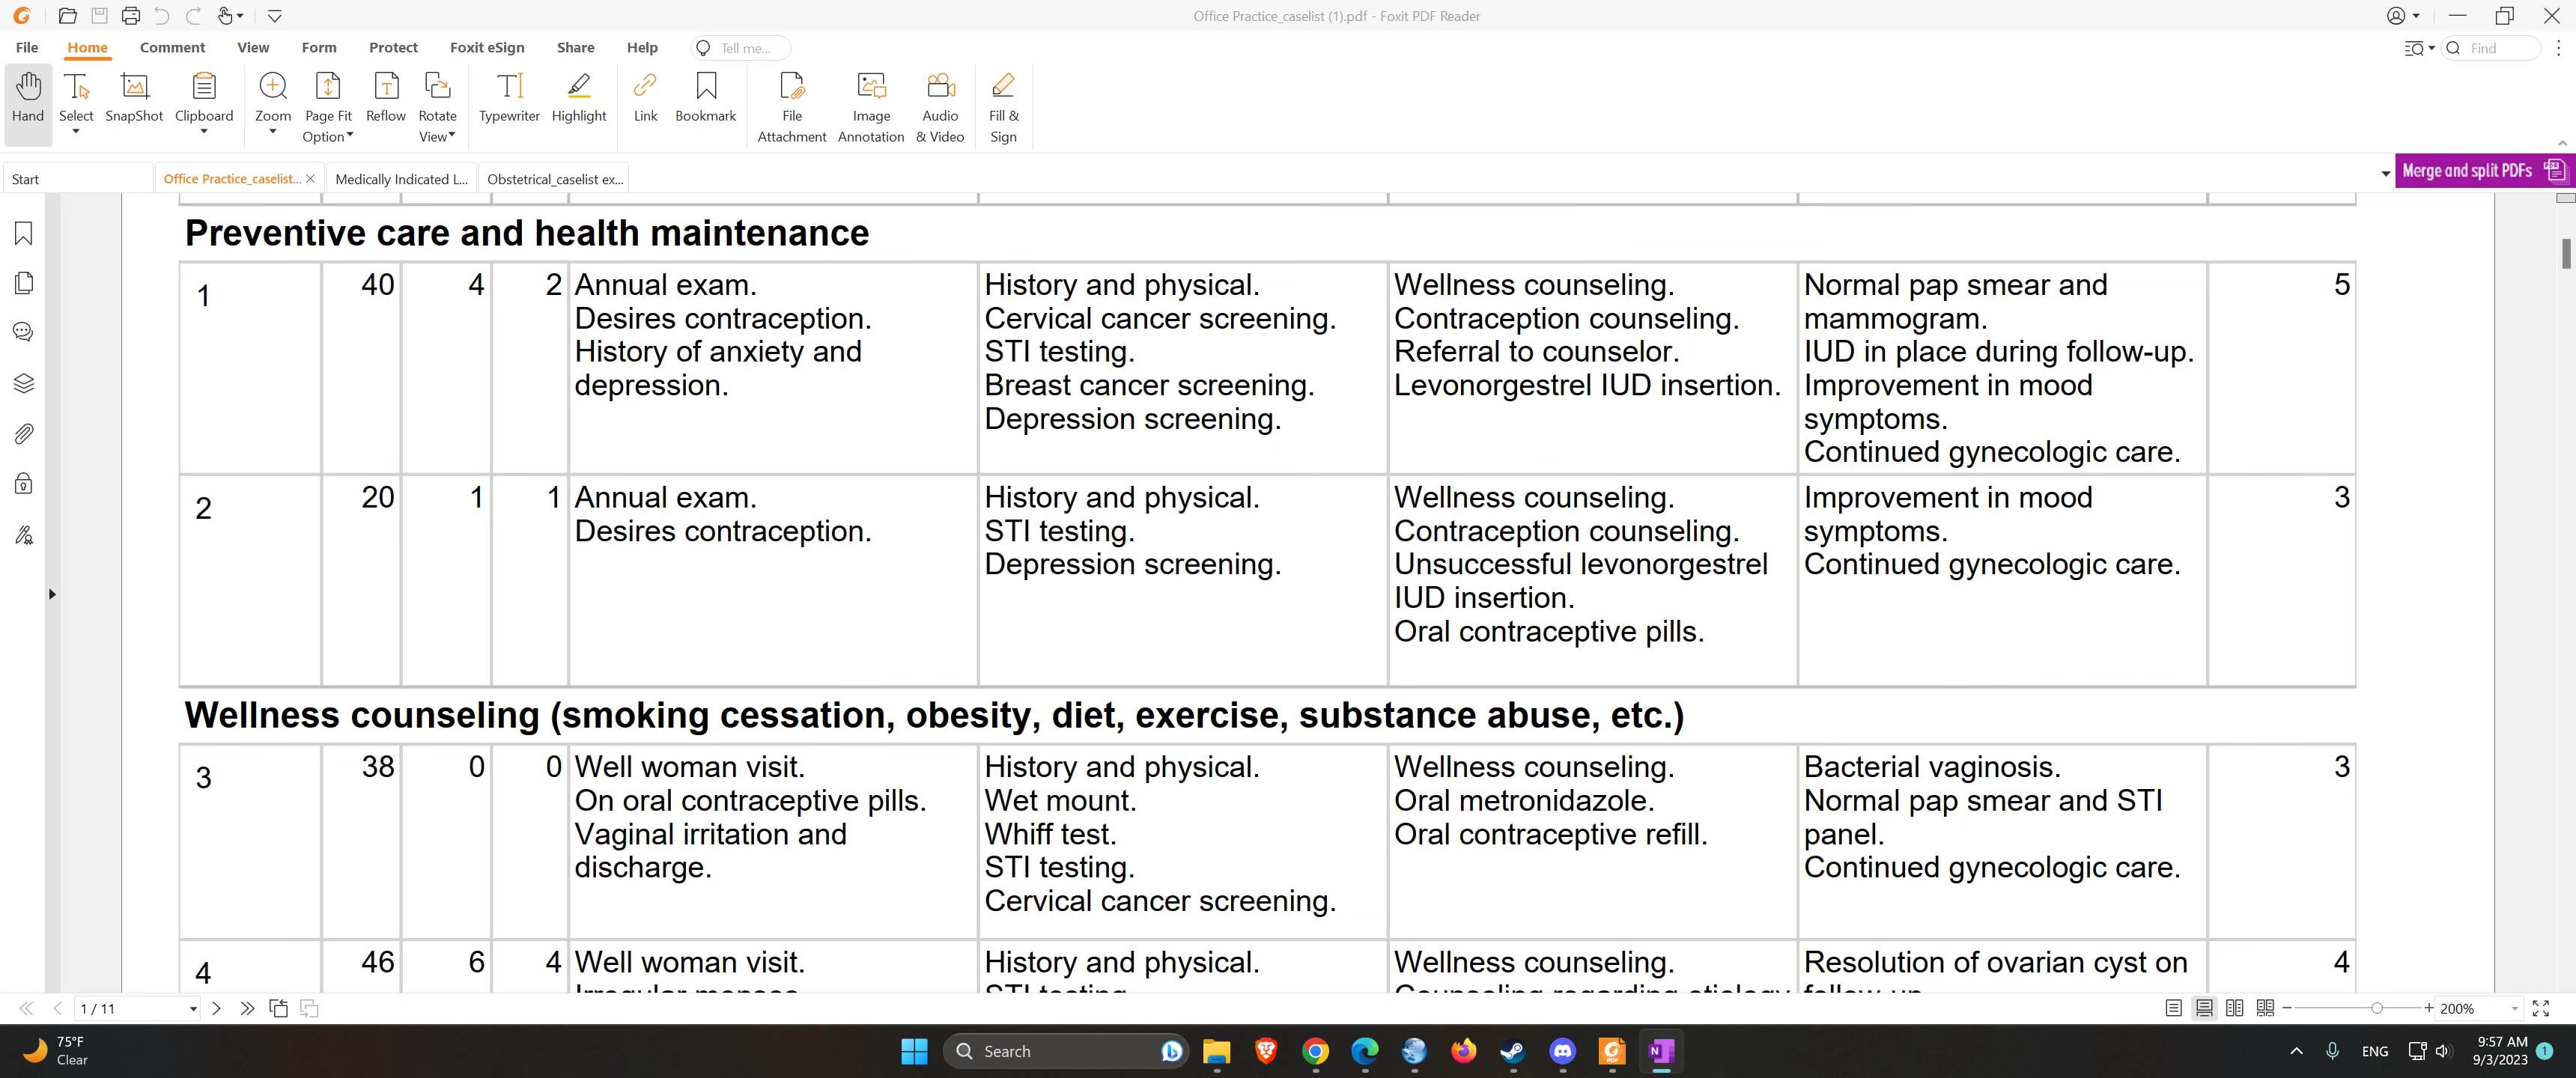 Office Practice_caselist (1).pdf - Foxit PDF Reader
File Home Comment View Form Protect Foxit eSign Share Help Tell me... Find
Hand Select SnapShot Clipboard Zoom Page Fit Option Reflow Rotate View Typewriter Highlight Link Bookmark File Attachment Image Annotation Audio & Video Fill & Sign
Start Office Practice_caselist... Medically Indicated L... Obstetrical_caselist ex... Merge and split PDFs
Preventive care and health maintenance
1 40 4 2 Annual exam. History and physical. Wellness counseling. Normal pap smear and 5
Desires contraception. Cervical cancer screening. Contraception counseling. mammogram.
History of anxiety and STI testing. Referral to counselor. IUD in place during follow-up.
depression. Breast cancer screening. Levonorgestrel IUD insertion. Improvement in mood
Depression screening. symptoms.
Continued gynecologic care.
2 20 1 1 Annual exam. History and physical. Wellness counseling. Improvement in mood 3
Desires contraception. STI testing. Contraception counseling. symptoms.
Depression screening. Unsuccessful levonorgestrel Continued gynecologic care.
IUD insertion.
Oral contraceptive pills.
Wellness counseling (smoking cessation, obesity, diet, exercise, substance abuse, etc.)
3 38 0 0 Well woman visit. History and physical. Wellness counseling. Bacterial vaginosis. 3
On oral contraceptive pills. Wet mount. Oral metronidazole. Normal pap smear and STI
Vaginal irritation and Whiff test. Oral contraceptive refill. panel.
discharge. STI testing. Continued gynecologic care.
Cervical cancer screening.
4 46 6 4 Well woman visit. History and physical. Wellness counseling. Resolution of ovarian cyst on 4
1 / 11 200%
75°F
Clear
Search
ENG
9:57 AM
9/3/2023
1